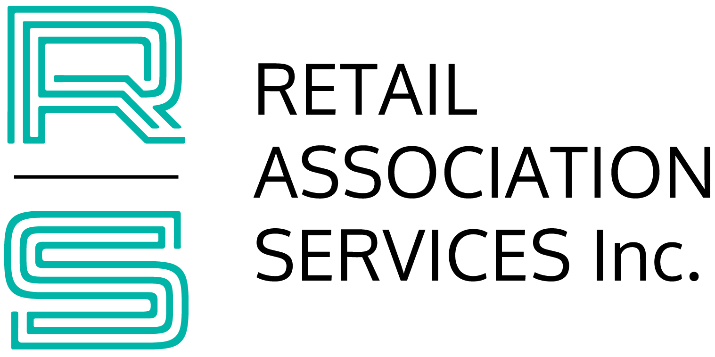 R
S
RETAIL
ASSOCIATION
SERVICES Inc.